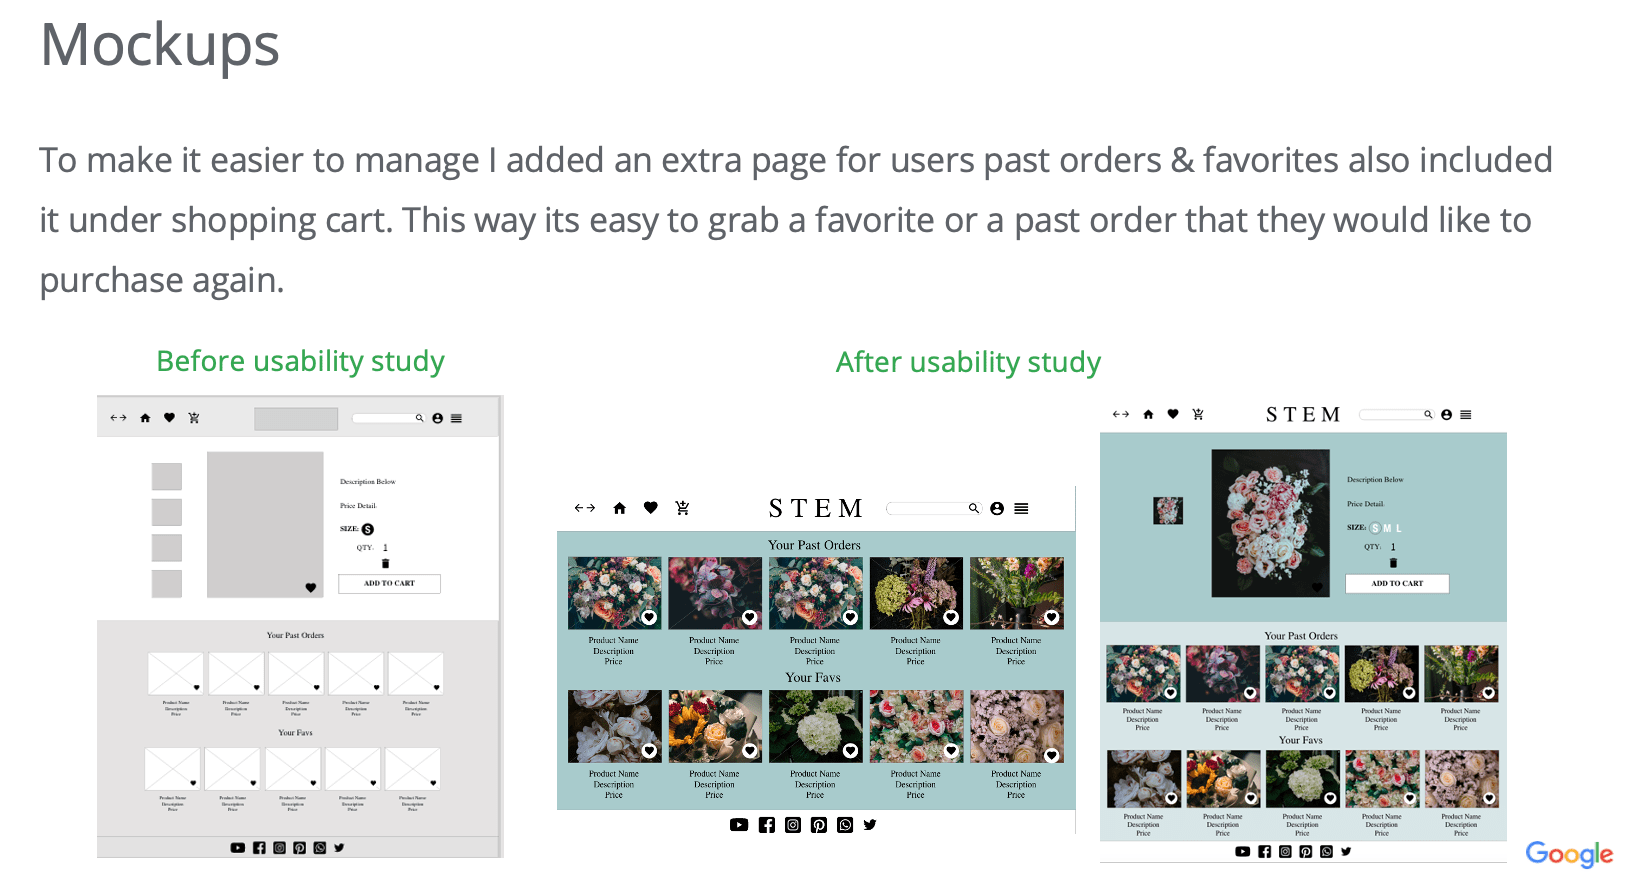 Mockups
To make it easier to manage I added an extra page for users past orders & favorites also included
it under shopping cart. This way its easy to grab a favorite or a past order that they would like to
purchase again.
Before usability study
After usability study
Description Below
Price Detail.
SIZE: S
QTY. 1
ADD TO CART
Your Past Orders
Product Name Product Name Product Name Product Name Product Name
Description Description Description Description Description
Price Price Price Price Price
Your Favs
Product Name Product Name Product Name Product Name Product Name
Description Description Description Description Description
Price Price Price Price Price
STEM
Your Past Orders
Product Name Product Name Product Name Product Name Product Name
Description Description Description Description Description
Price Price Price Price Price
Your Favs
Product Name Product Name Product Name Product Name Product Name
Description Description Description Description Description
Price Price Price Price Price
STEM
Description Below
Price Detail.
SIZE: S M L
QTY. 1
ADD TO CART
Your Past Orders
Product Name Product Name Product Name Product Name Product Name
Description Description Description Description Description
Price Price Price Price Price
Your Favs
Product Name Product Name Product Name Product Name Product Name
Description Description Description Description Description
Price Price Price Price Price
Google